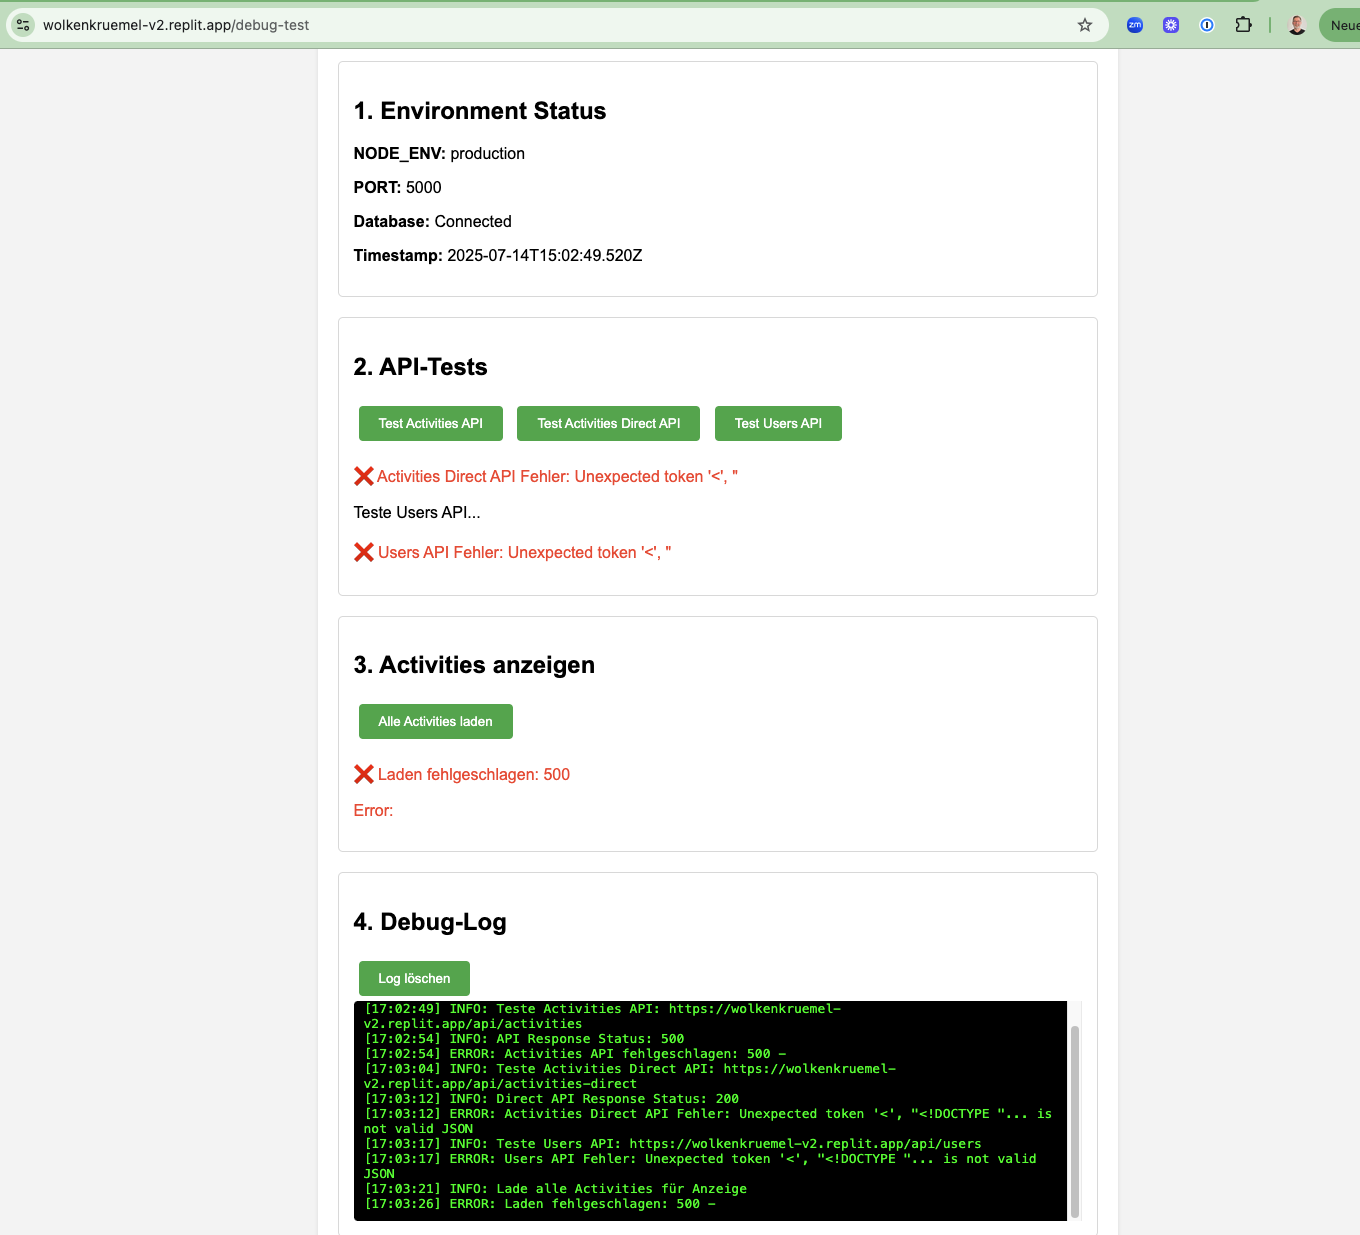 wolkenkruemel-v2.replit.app/debug-test
zm
Neue
1. Environment Status
NODE_ENV: production
PORT: 5000
Database: Connected
Timestamp: 2025-07-14T15:02:49.520Z
2. API-Tests
Test Activities API
Test Activities Direct API
Test Users API
❌ Activities Direct API Fehler: Unexpected token '<', "
Teste Users API...
❌ Users API Fehler: Unexpected token '<', "
3. Activities anzeigen
Alle Activities laden
❌ Laden fehlgeschlagen: 500
Error:
4. Debug-Log
Log löschen
[17:02:49] INFO: Teste Activities API: https://wolkenkruemel-
v2.replit.app/api/activities
[17:02:54] INFO: API Response Status: 500
[17:02:54] ERROR: Activities API fehlgeschlagen: 500 -
[17:03:04] INFO: Teste Activities Direct API: https://wolkenkruemel-
v2.replit.app/api/activities-direct
[17:03:12] INFO: Direct API Response Status: 200
[17:03:12] ERROR: Activities Direct API Fehler: Unexpected token '<', "<!DOCTYPE "... is
not valid JSON
[17:03:17] INFO: Teste Users API: https://wolkenkruemel-v2.replit.app/api/users
[17:03:17] ERROR: Users API Fehler: Unexpected token '<', "<!DOCTYPE "... is not valid
JSON
[17:03:21] INFO: Lade alle Activities für Anzeige
[17:03:26] ERROR: Laden fehlgeschlagen: 500 -